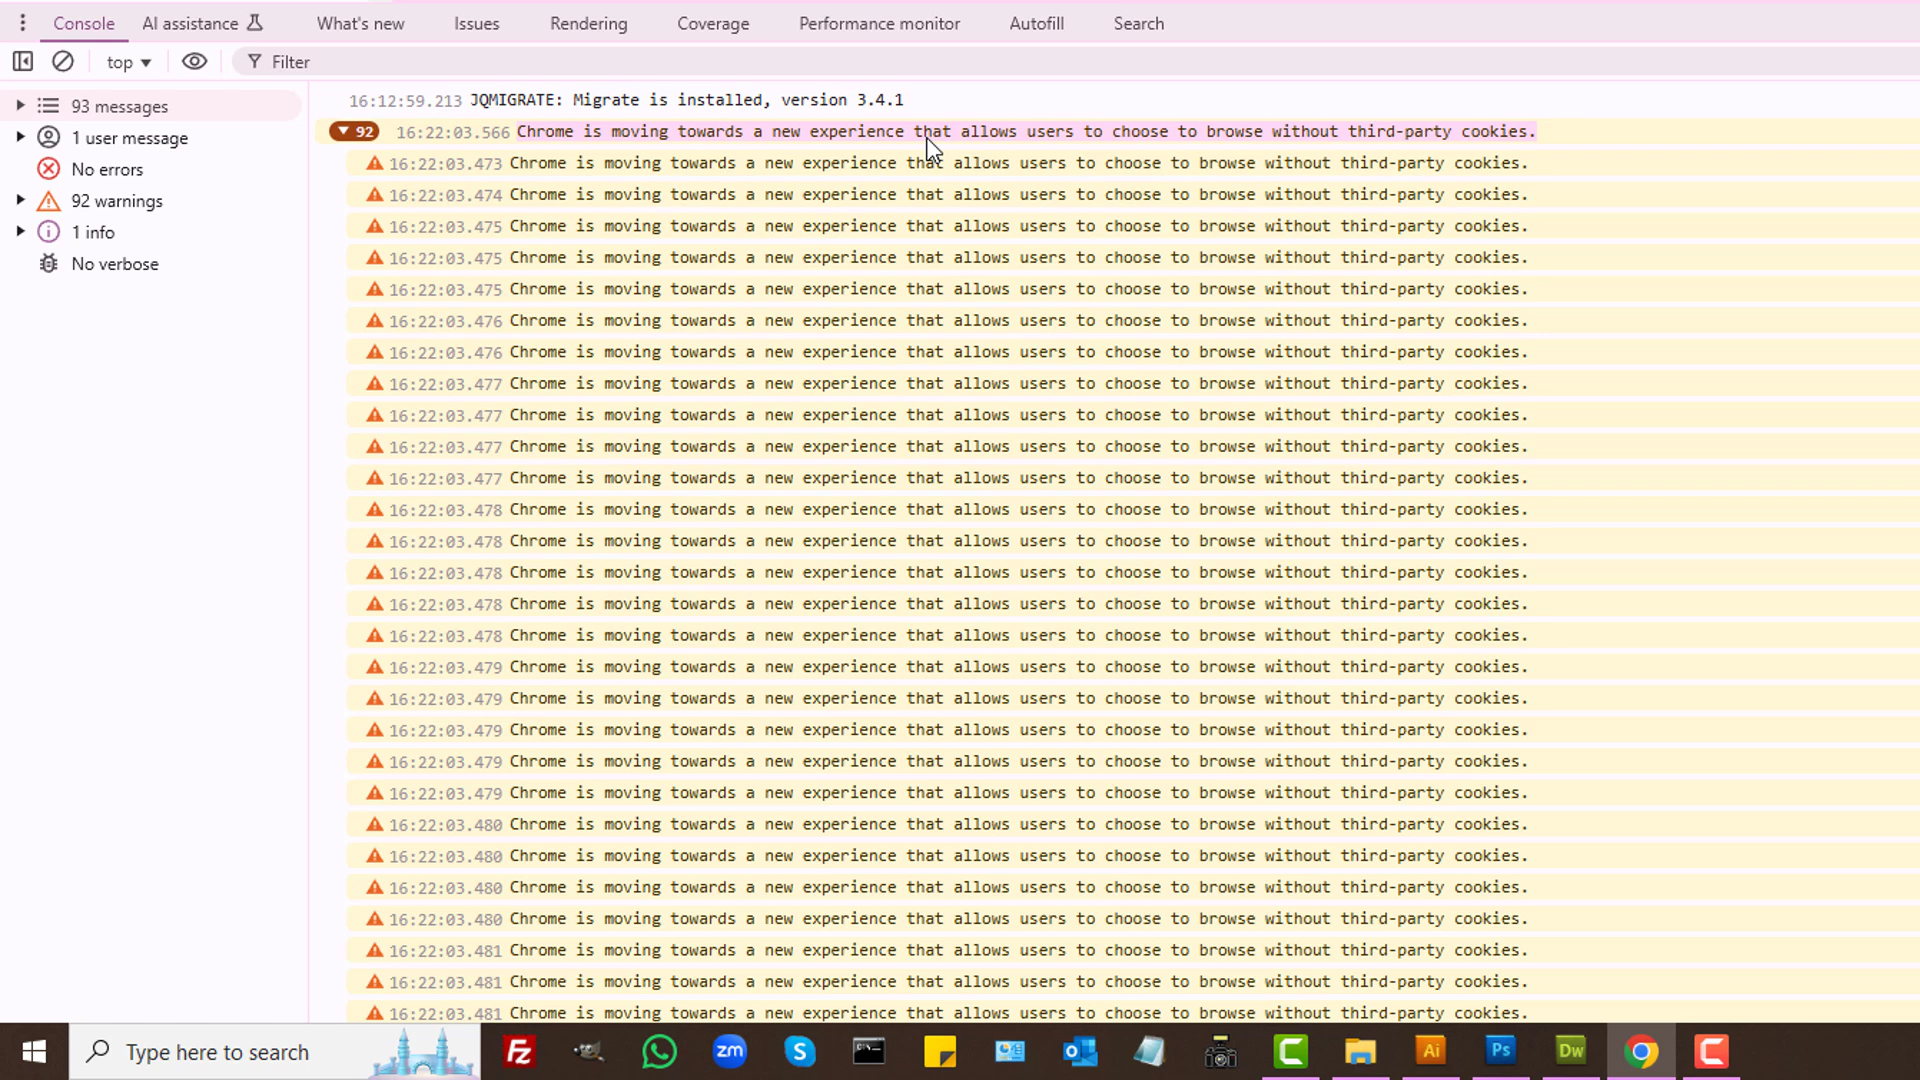 Console AI assistance What's new Issues Rendering Coverage Performance monitor Autofill Search
top Filter
93 messages
1 user message
No errors
92 warnings
1 info
No verbose
16:12:59.213 JQMIGRATE: Migrate is installed, version 3.4.1
92 16:22:03.566 Chrome is moving towards a new experience that allows users to choose to browse without third-party cookies.
16:22:03.473 Chrome is moving towards a new experience that allows users to choose to browse without third-party cookies.
16:22:03.474 Chrome is moving towards a new experience that allows users to choose to browse without third-party cookies.
16:22:03.475 Chrome is moving towards a new experience that allows users to choose to browse without third-party cookies.
16:22:03.475 Chrome is moving towards a new experience that allows users to choose to browse without third-party cookies.
16:22:03.475 Chrome is moving towards a new experience that allows users to choose to browse without third-party cookies.
16:22:03.476 Chrome is moving towards a new experience that allows users to choose to browse without third-party cookies.
16:22:03.476 Chrome is moving towards a new experience that allows users to choose to browse without third-party cookies.
16:22:03.477 Chrome is moving towards a new experience that allows users to choose to browse without third-party cookies.
16:22:03.477 Chrome is moving towards a new experience that allows users to choose to browse without third-party cookies.
16:22:03.477 Chrome is moving towards a new experience that allows users to choose to browse without third-party cookies.
16:22:03.477 Chrome is moving towards a new experience that allows users to choose to browse without third-party cookies.
16:22:03.478 Chrome is moving towards a new experience that allows users to choose to browse without third-party cookies.
16:22:03.478 Chrome is moving towards a new experience that allows users to choose to browse without third-party cookies.
16:22:03.478 Chrome is moving towards a new experience that allows users to choose to browse without third-party cookies.
16:22:03.478 Chrome is moving towards a new experience that allows users to choose to browse without third-party cookies.
16:22:03.478 Chrome is moving towards a new experience that allows users to choose to browse without third-party cookies.
16:22:03.479 Chrome is moving towards a new experience that allows users to choose to browse without third-party cookies.
16:22:03.479 Chrome is moving towards a new experience that allows users to choose to browse without third-party cookies.
16:22:03.479 Chrome is moving towards a new experience that allows users to choose to browse without third-party cookies.
16:22:03.479 Chrome is moving towards a new experience that allows users to choose to browse without third-party cookies.
16:22:03.479 Chrome is moving towards a new experience that allows users to choose to browse without third-party cookies.
16:22:03.480 Chrome is moving towards a new experience that allows users to choose to browse without third-party cookies.
16:22:03.480 Chrome is moving towards a new experience that allows users to choose to browse without third-party cookies.
16:22:03.480 Chrome is moving towards a new experience that allows users to choose to browse without third-party cookies.
16:22:03.480 Chrome is moving towards a new experience that allows users to choose to browse without third-party cookies.
16:22:03.481 Chrome is moving towards a new experience that allows users to choose to browse without third-party cookies.
16:22:03.481 Chrome is moving towards a new experience that allows users to choose to browse without third-party cookies.
16:22:03.481 Chrome is moving towards a new experience that allows users to choose to browse without third-party cookies.
Type here to search Fz zm S Ai Ps Dw